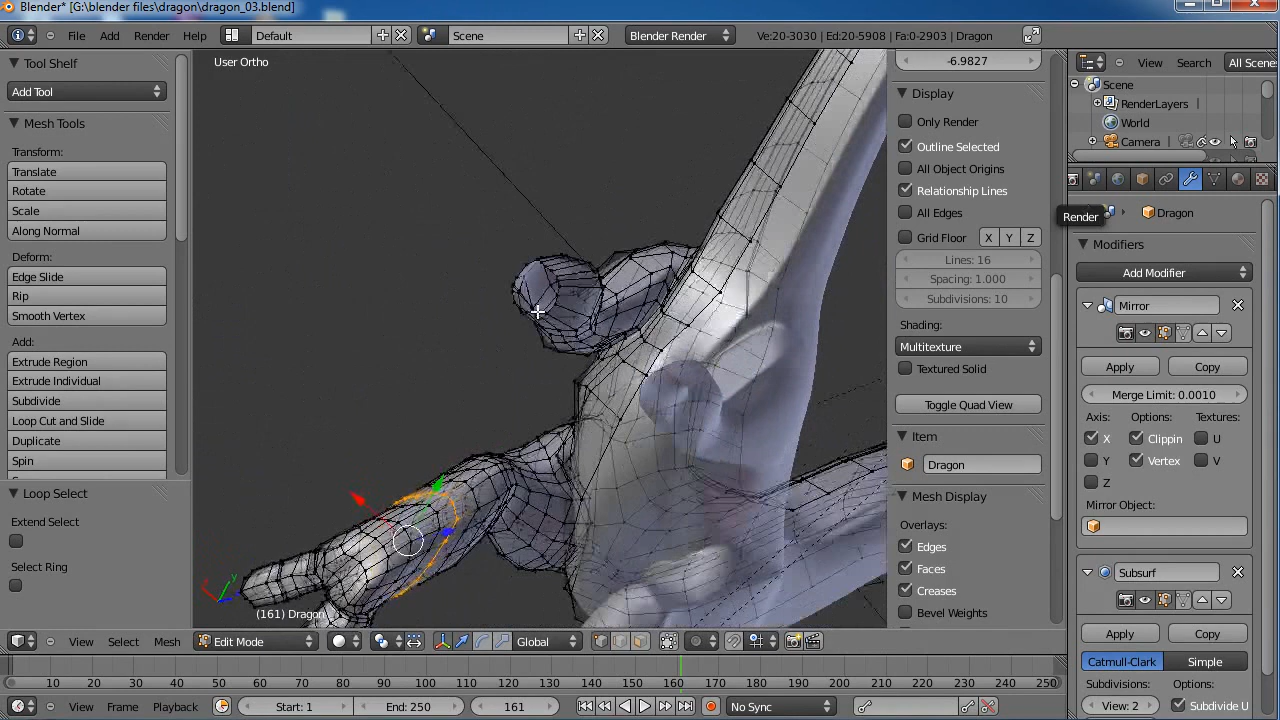 Blender* [G:\blender files\dragon\dragon_03.blend]
File Add Render Help Default Scene Blender Render Ve:20-3030 | Ed:20-5908 | Fa:0-2903 | Dragon
Tool Shelf
Add Tool
Mesh Tools
Transform:
Translate
Rotate
Scale
Along Normal
Deform:
Edge Slide
Rip
Smooth Vertex
Add:
Extrude Region
Extrude Individual
Subdivide
Loop Cut and Slide
Duplicate
Spin
Loop Select
Extend Select
Select Ring
User Ortho
(161) Dragon
-6.9827
Display
Only Render
Outline Selected
All Object Origins
Relationship Lines
All Edges
Grid Floor X Y Z
Lines: 16
Spacing: 1.000
Subdivisions: 10
Shading:
Multitexture
Textured Solid
Toggle Quad View
Item
Dragon
Mesh Display
Overlays:
Edges
Faces
Creases
Bevel Weights
View Search All Scene
Scene
RenderLayers
World
Camera
Render
Dragon
Modifiers
Add Modifier
Mirror
Apply Copy
Merge Limit: 0.0010
Axis: Options: Textures:
X Clippin U
Y Vertex V
Z
Mirror Object:
Subsurf
Apply Copy
Catmull-Clark Simple
Subdivisions: Options:
View: 2 Subdivide U
View Select Mesh Edit Mode Global
10 20 30 40 50 60 70 80 90 100 110 120 130 140 150 160 170 180 190 200 210 220 230 240 250
View Frame Playback Start: 1 End: 250 161 No Sync